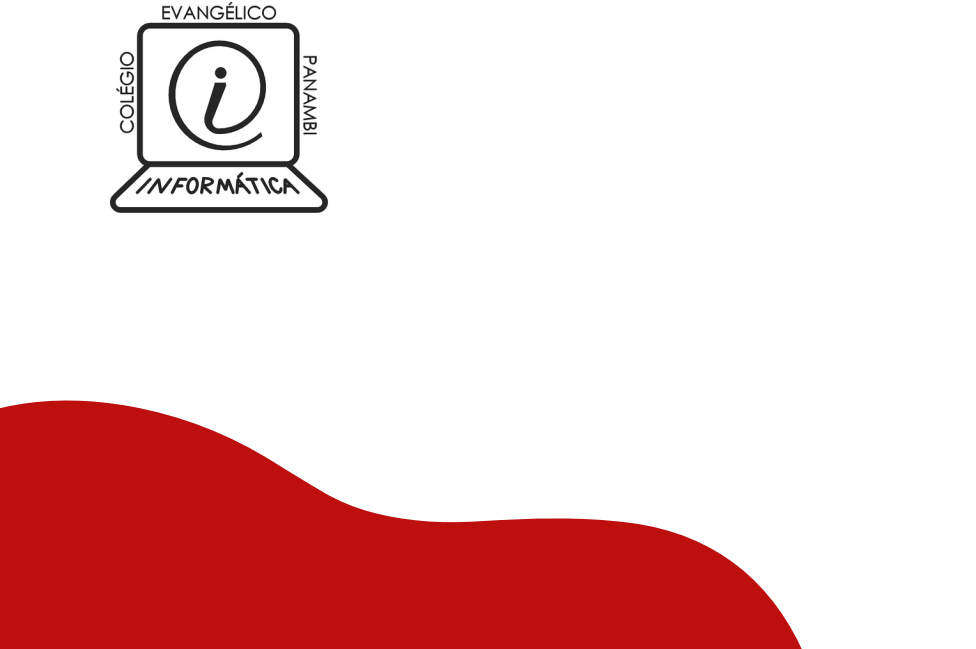 EVANGÉLICO
COLÉGIO
PANAMBI
i
INFORMÁTICA